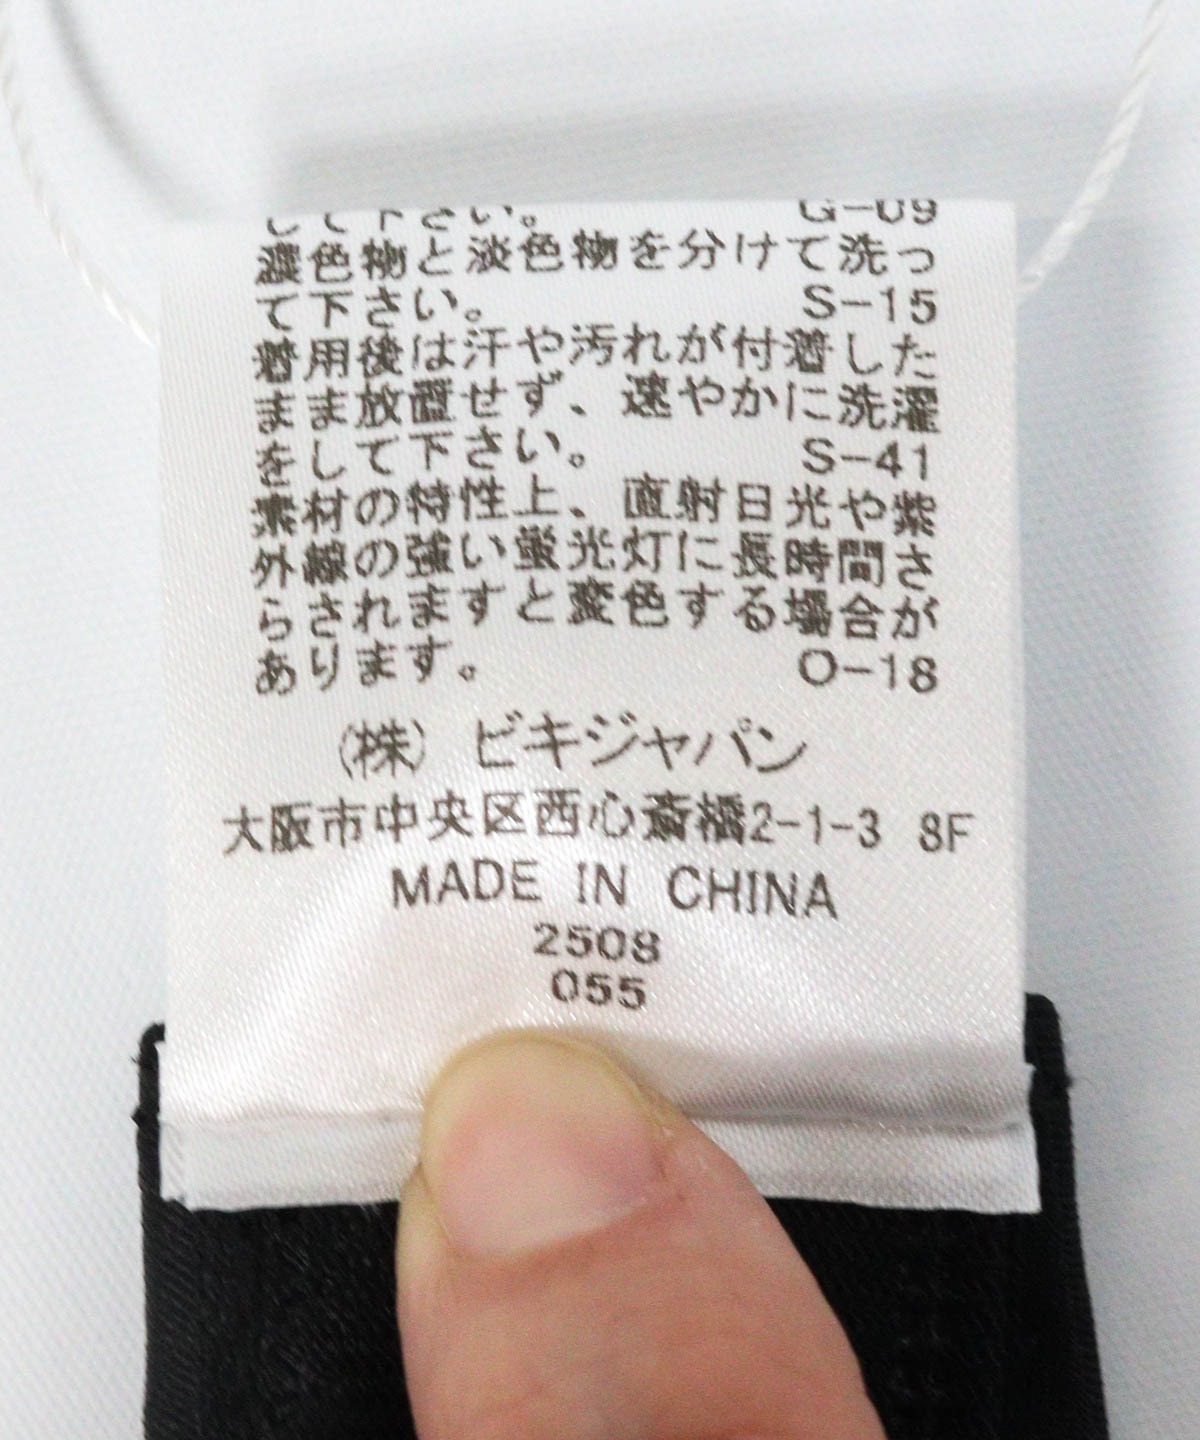 して下さい。 G-09
濃色物と淡色物を分けて洗っ
て下さい。 S-15
着用後は汗や汚れが付着した
まま放置せず、速やかに洗濯
をして下さい。 S-41
素材の特性上、直射日光や紫
外線の強い蛍光灯に長時間さ
らされますと変色する場合が
あります。 O-18
(株) ビキジャパン
大阪市中央区西心斎橋2-1-3 8F
MADE IN CHINA
2508
055